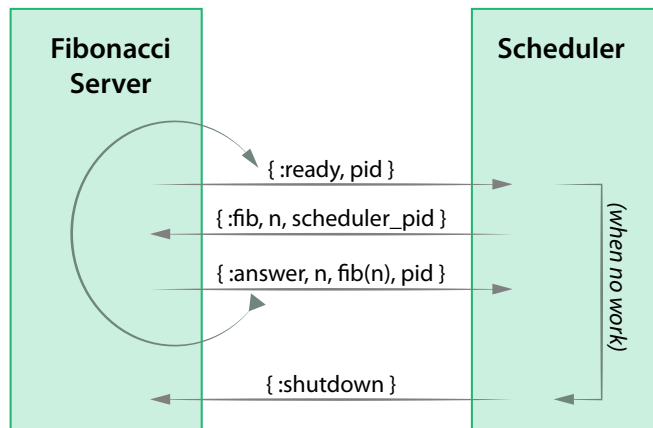 Fibonacci
Server
Scheduler
{ :ready, pid }
{ :fib, n, scheduler_pid }
{ :answer, n, fib(n), pid }
(when no work)
{ :shutdown }